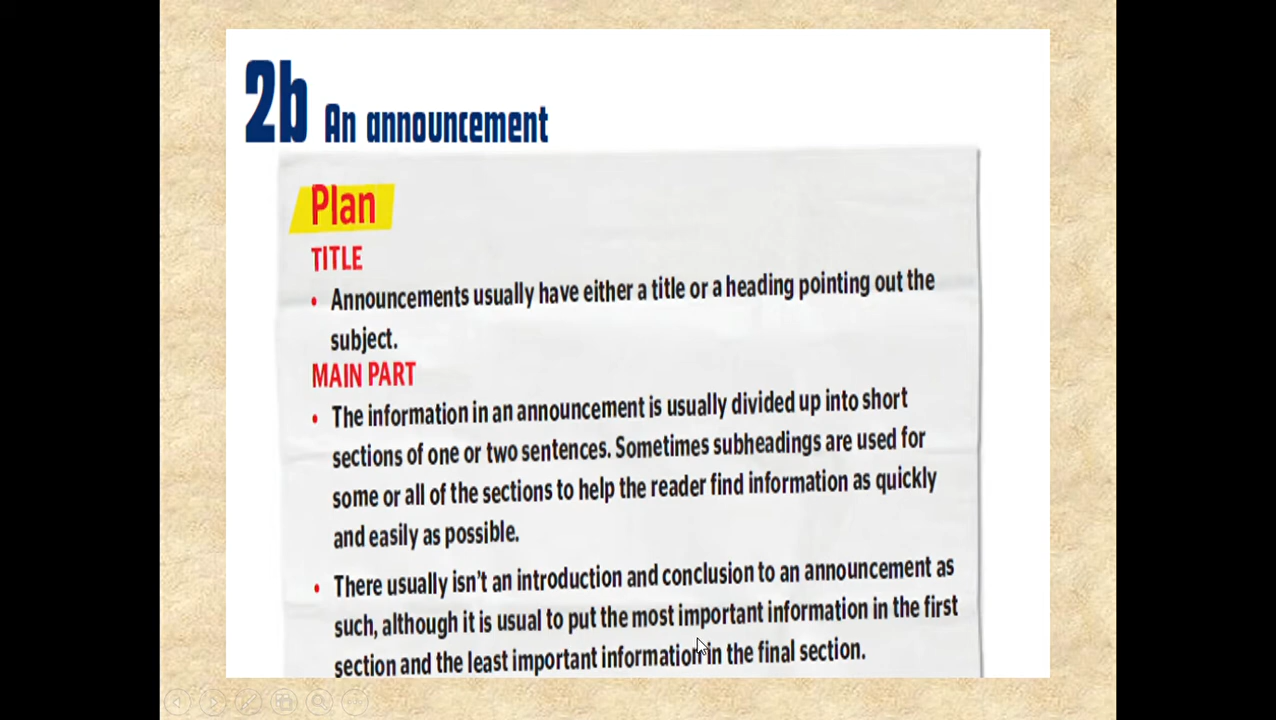 2b An announcement
Plan
TITLE
• Announcements usually have either a title or a heading pointing out the
subject.
MAIN PART
• The information in an announcement is usually divided up into short
sections of one or two sentences. Sometimes subheadings are used for
some or all of the sections to help the reader find information as quickly
and easily as possible.
• There usually isn't an introduction and conclusion to an announcement as
such, although it is usual to put the most important information in the first
section and the least important information in the final section.